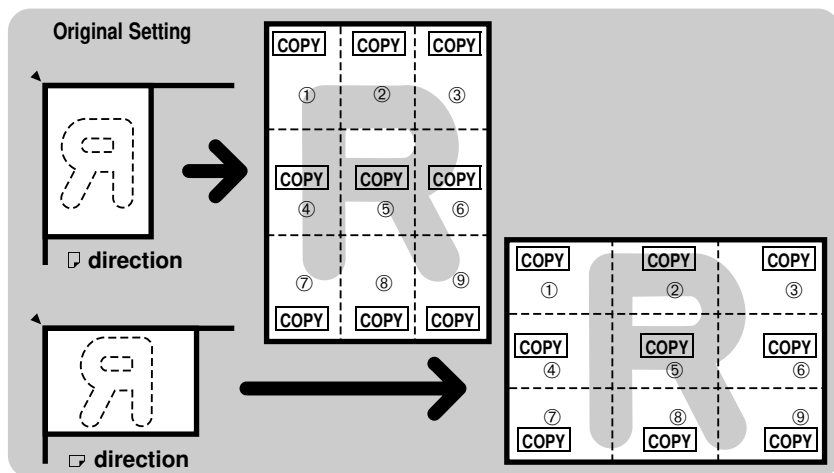 Original Setting
COPY COPY COPY
① ② ③
COPY COPY COPY
④ ⑤ ⑥
⑦ ⑧ ⑨
COPY COPY COPY
R
R
direction
COPY COPY COPY
① ② ③
COPY COPY COPY
④ ⑤ ⑥
⑦ ⑧ ⑨
COPY COPY COPY
R
R
direction